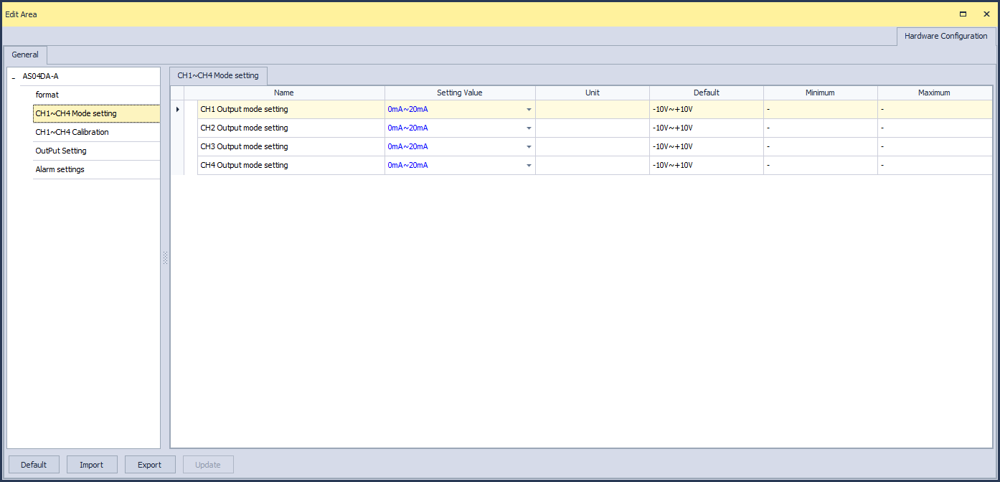 Edit Area
Hardware Configuration
General
AS04DA-A
format
CH1~CH4 Mode setting
CH1~CH4 Calibration
OutPut Setting
Alarm settings
CH1~CH4 Mode setting
Name Setting Value Unit Default Minimum Maximum
CH1 Output mode setting 0mA~20mA -10V~+10V - -
CH2 Output mode setting 0mA~20mA -10V~+10V - -
CH3 Output mode setting 0mA~20mA -10V~+10V - -
CH4 Output mode setting 0mA~20mA -10V~+10V - -
Default Import Export Update